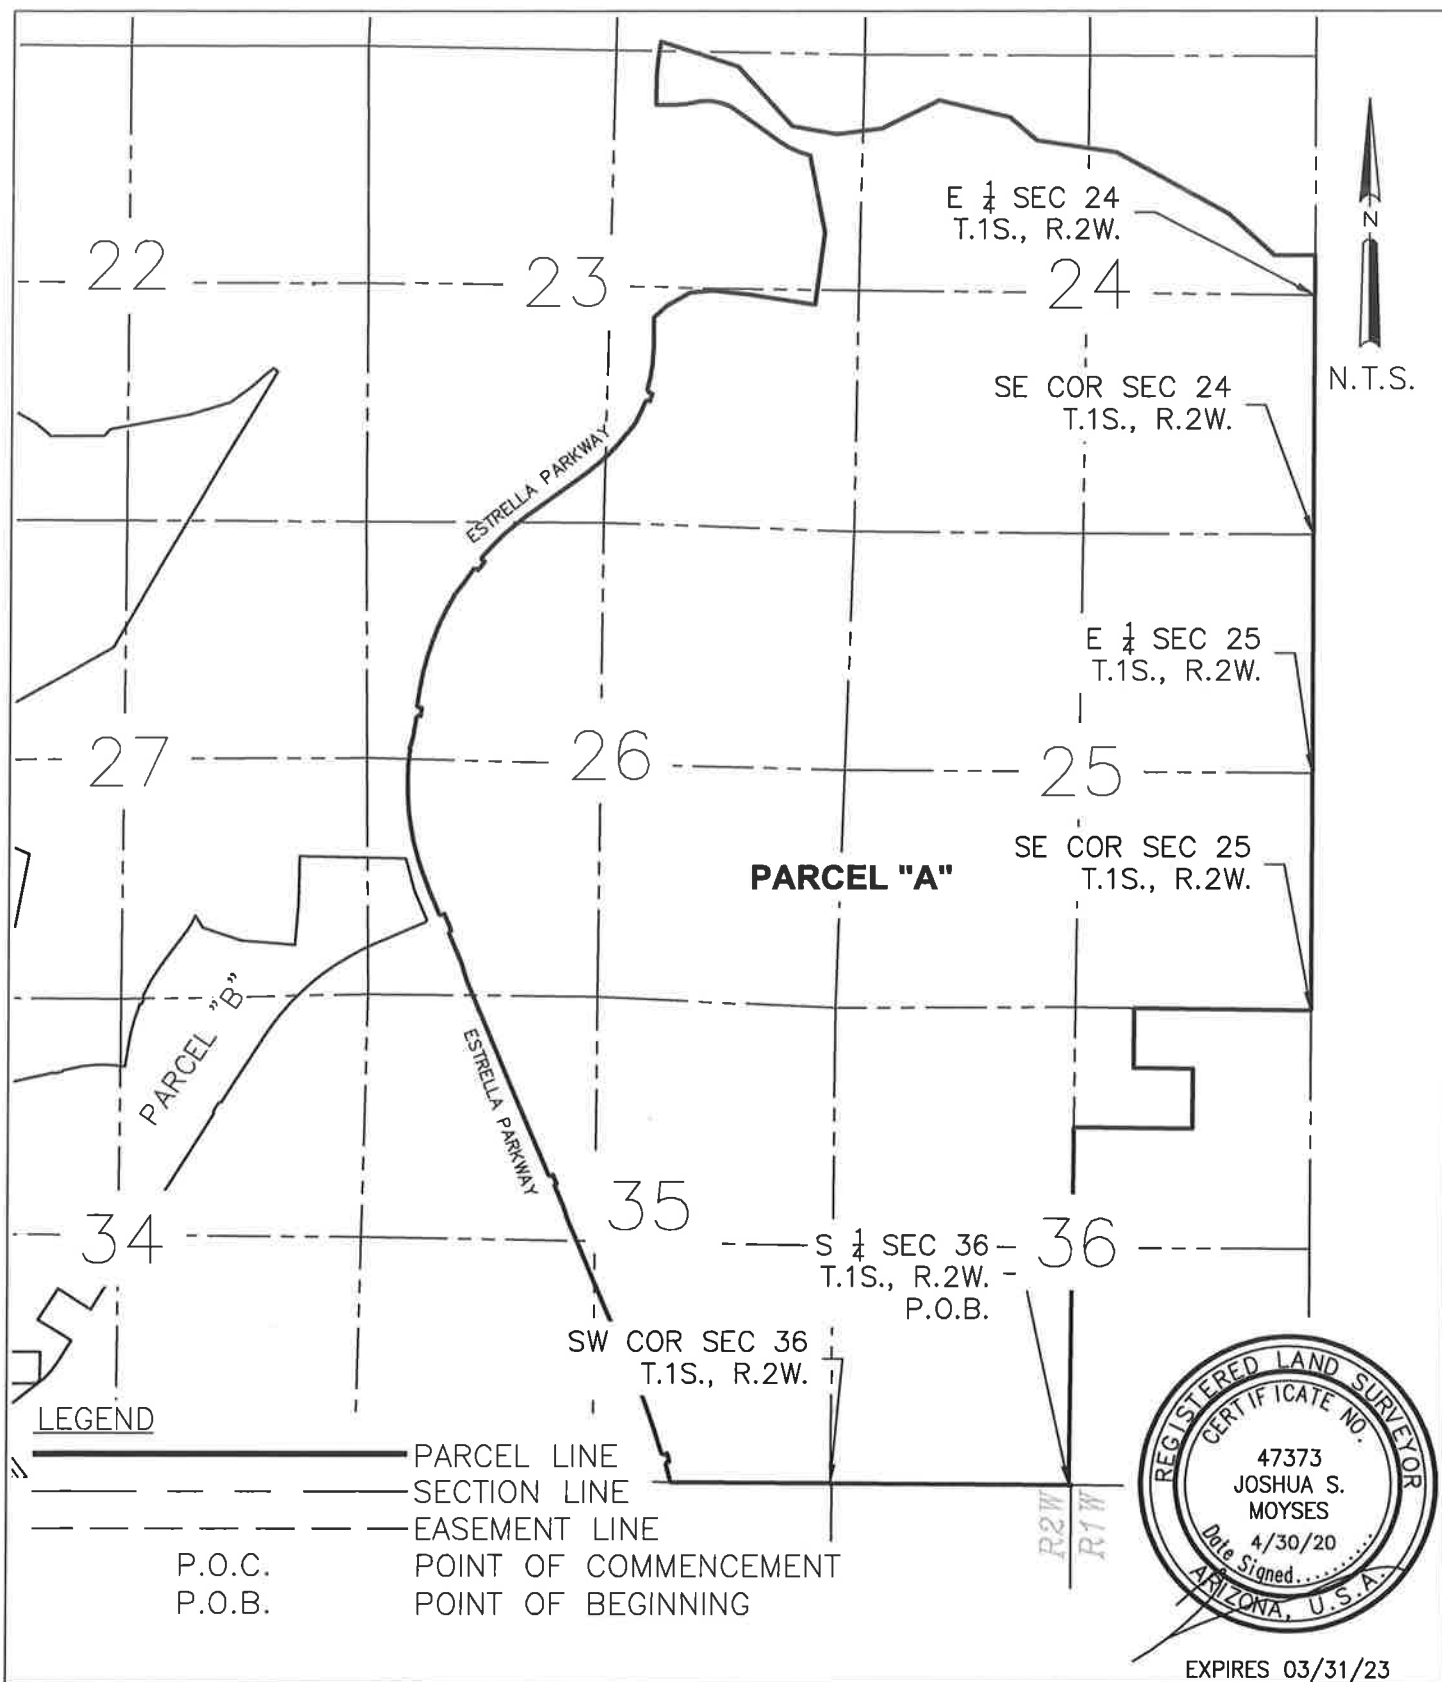 E 1/4 SEC 24
T.1S., R.2W.
N
22
23
24
N.T.S.
SE COR SEC 24
T.1S., R.2W.
ESTRELLA PARKWAY
E 1/4 SEC 25
T.1S., R.2W.
27
26
25
SE COR SEC 25
T.1S., R.2W.
PARCEL "A"
PARCEL "B"
ESTRELLA PARKWAY
34
35
36
S 1/4 SEC 36
T.1S., R.2W.
P.O.B.
SW COR SEC 36
T.1S., R.2W.
LEGEND
PARCEL LINE
SECTION LINE
EASEMENT LINE
P.O.C. POINT OF COMMENCEMENT
P.O.B. POINT OF BEGINNING
R2W
R1W
REGISTERED LAND SURVEYOR
CERTIFICATE NO.
47373
JOSHUA S.
MOYSES
4/30/20
Date Signed..........
ARIZONA, U.S.A.
EXPIRES 03/31/23